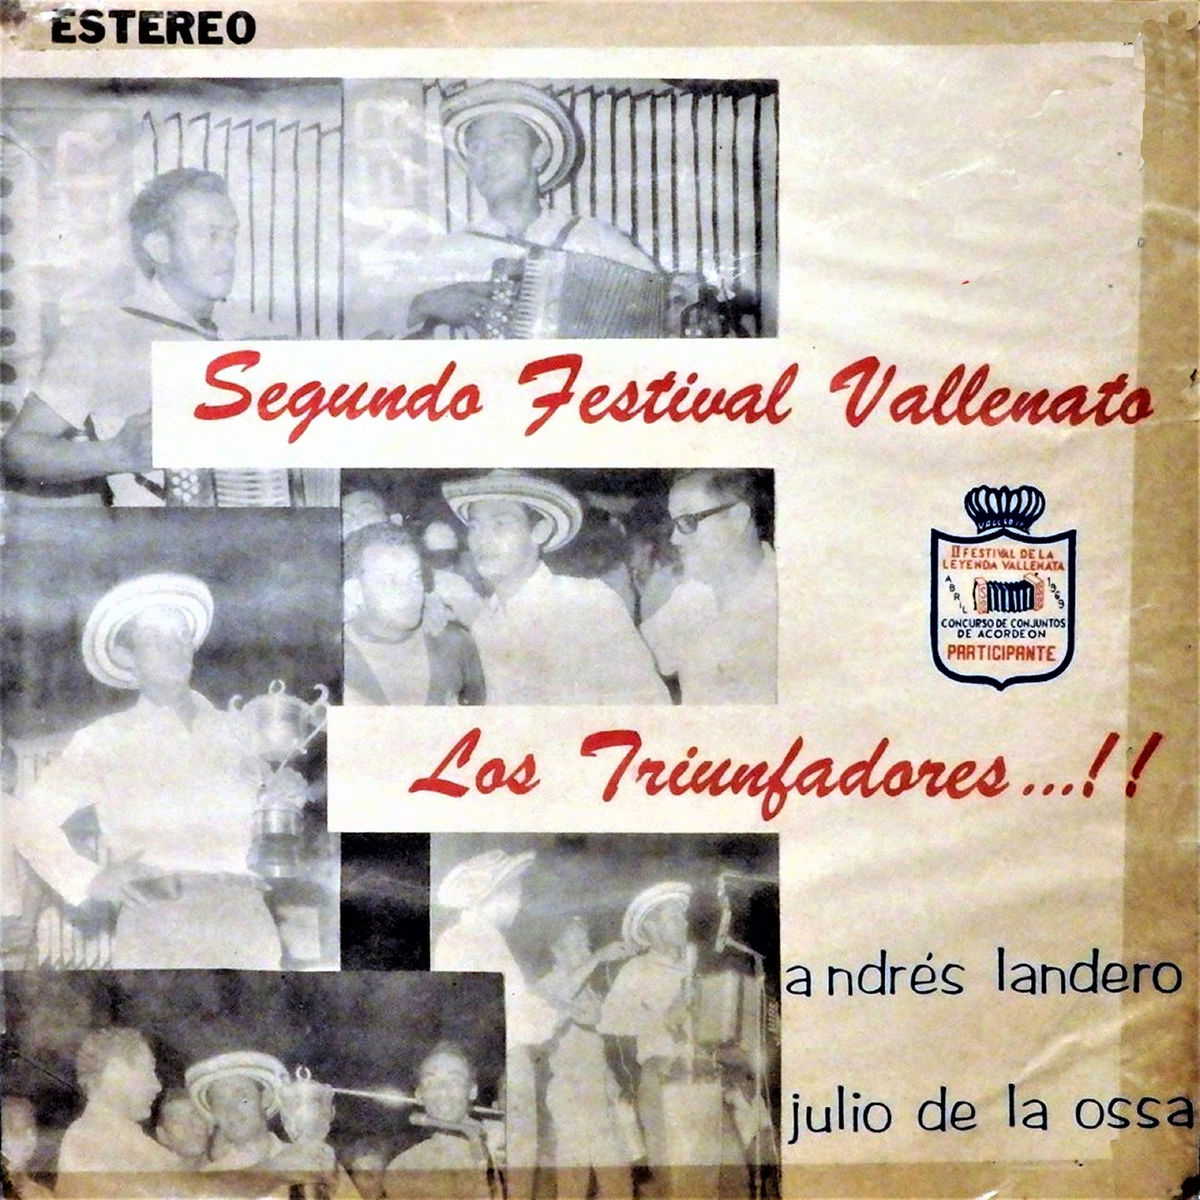 ESTEREO
Segundo Festival Vallenato
II FESTIVAL DE LA
LEYENDA VALLENATA
ABRIL 1969
CONCURSO DE CONJUNTOS
DE ACORDEON
PARTICIPANTE
Los Triunfadores...!!
andrés landero
julio de la ossa